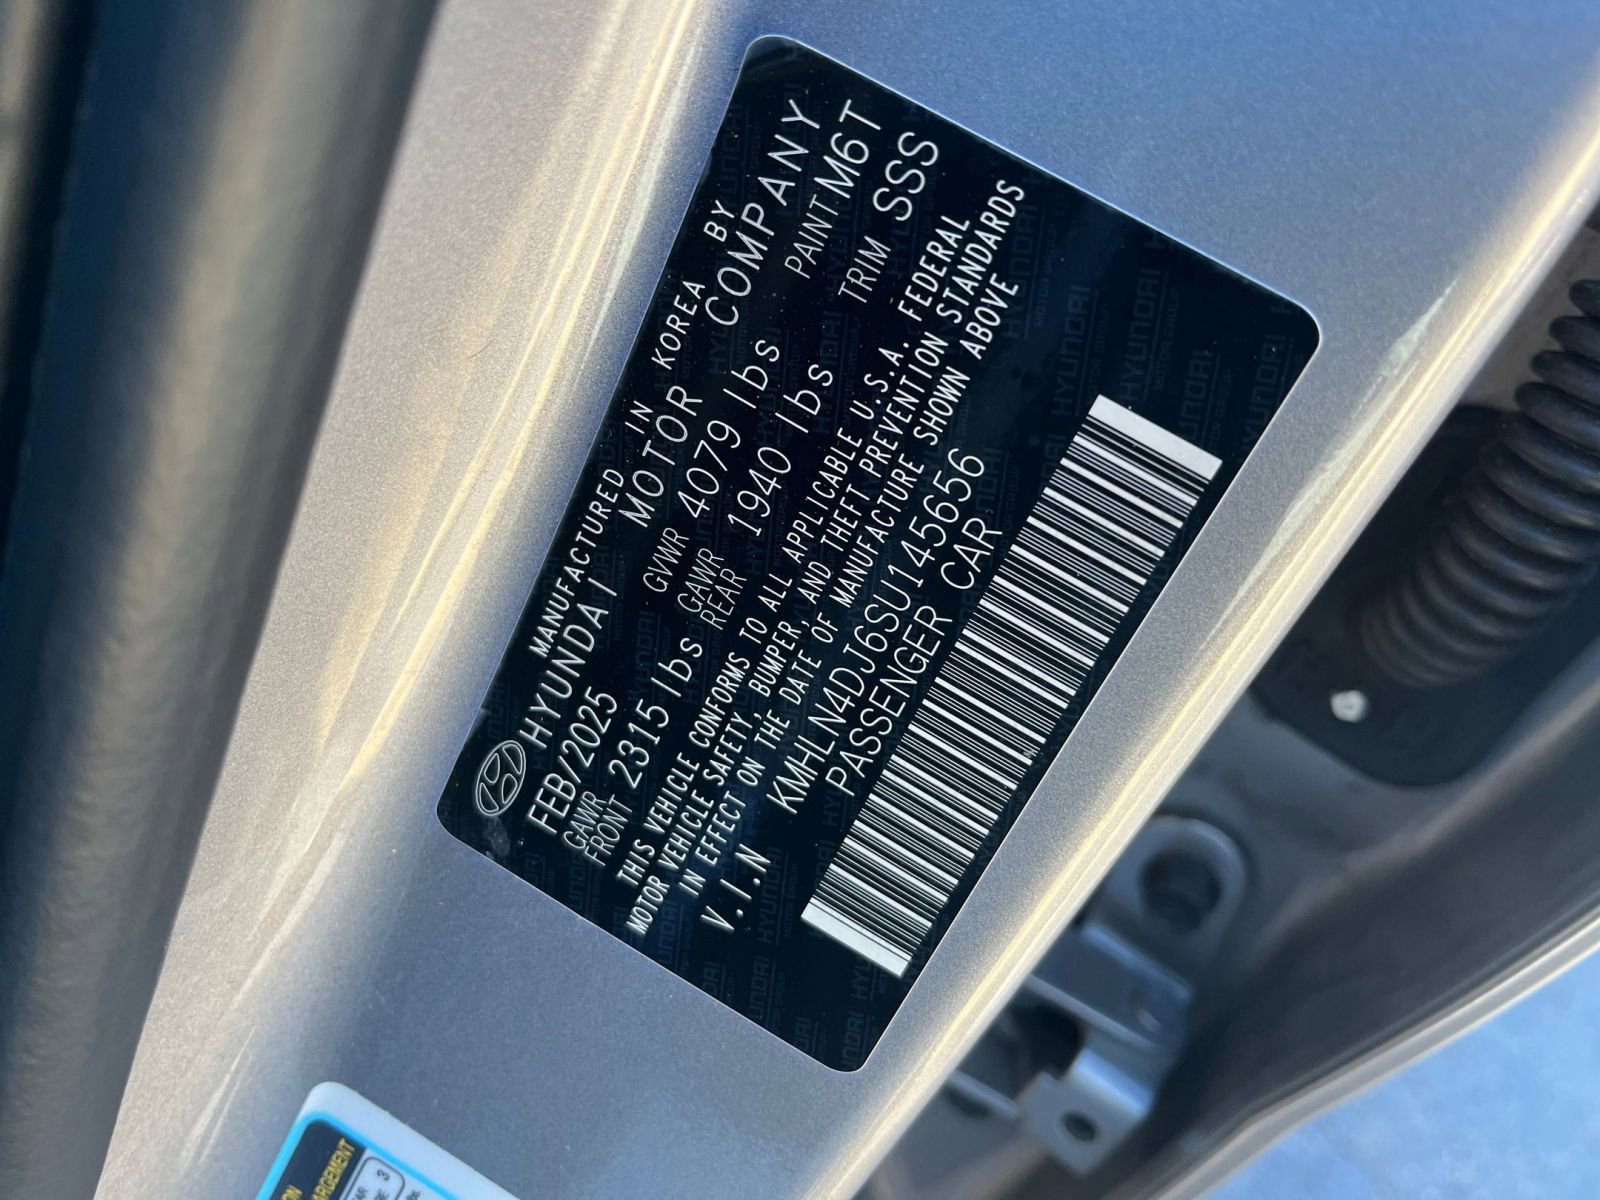 MANUFACTURED IN KOREA BY
HYUNDAI MOTOR COMPANY
FEB/2025 GVWR 4079 lbs PAINT M6T
GAWR FRONT 2315 lbs GAWR REAR 1940 lbs TRIM SSS
THIS VEHICLE CONFORMS TO ALL APPLICABLE U.S.A. FEDERAL
MOTOR VEHICLE SAFETY, BUMPER, AND THEFT PREVENTION STANDARDS
IN EFFECT ON THE DATE OF MANUFACTURE SHOWN ABOVE
V.I.N KMHLN4DJ6SU145656
PASSENGER CAR